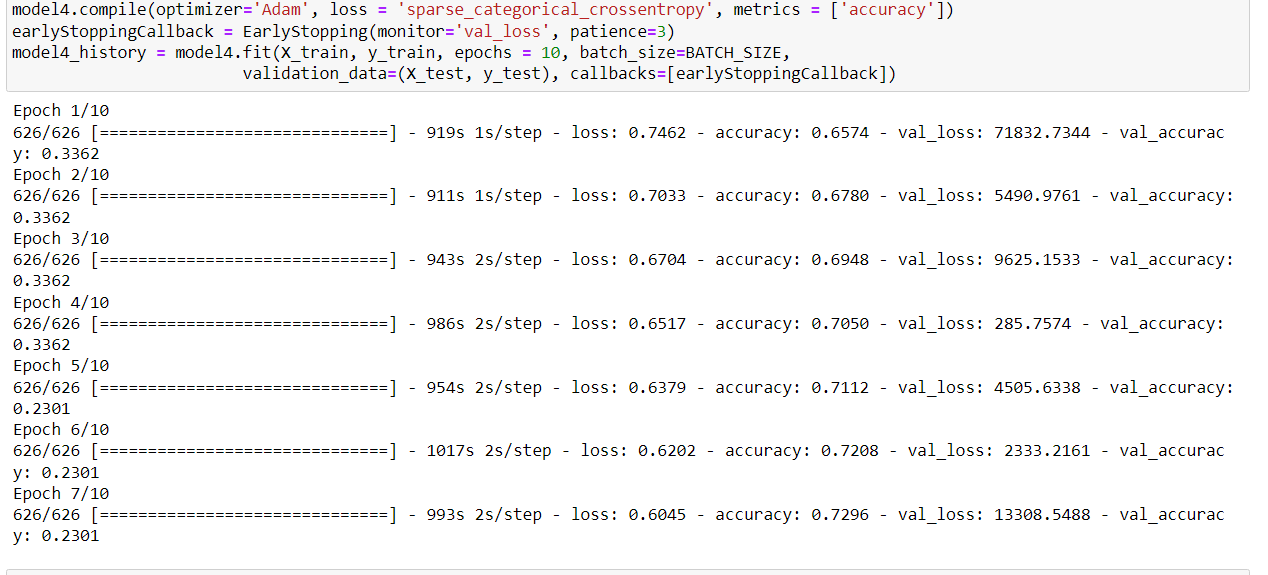 model4.compile(optimizer='Adam', loss = 'sparse_categorical_crossentropy', metrics = ['accuracy'])
earlyStoppingCallback = EarlyStopping(monitor='val_loss', patience=3)
model4_history = model4.fit(X_train, y_train, epochs = 10, batch_size=BATCH_SIZE,
                        validation_data=(X_test, y_test), callbacks=[earlyStoppingCallback])
Epoch 1/10
626/626 [==============================] - 919s 1s/step - loss: 0.7462 - accuracy: 0.6574 - val_loss: 71832.7344 - val_accurac
y: 0.3362
Epoch 2/10
626/626 [==============================] - 911s 1s/step - loss: 0.7033 - accuracy: 0.6780 - val_loss: 5490.9761 - val_accuracy:
0.3362
Epoch 3/10
626/626 [==============================] - 943s 2s/step - loss: 0.6704 - accuracy: 0.6948 - val_loss: 9625.1533 - val_accuracy:
0.3362
Epoch 4/10
626/626 [==============================] - 986s 2s/step - loss: 0.6517 - accuracy: 0.7050 - val_loss: 285.7574 - val_accuracy:
0.3362
Epoch 5/10
626/626 [==============================] - 954s 2s/step - loss: 0.6379 - accuracy: 0.7112 - val_loss: 4505.6338 - val_accuracy:
0.2301
Epoch 6/10
626/626 [==============================] - 1017s 2s/step - loss: 0.6202 - accuracy: 0.7208 - val_loss: 2333.2161 - val_accurac
y: 0.2301
Epoch 7/10
626/626 [==============================] - 993s 2s/step - loss: 0.6045 - accuracy: 0.7296 - val_loss: 13308.5488 - val_accurac
y: 0.2301